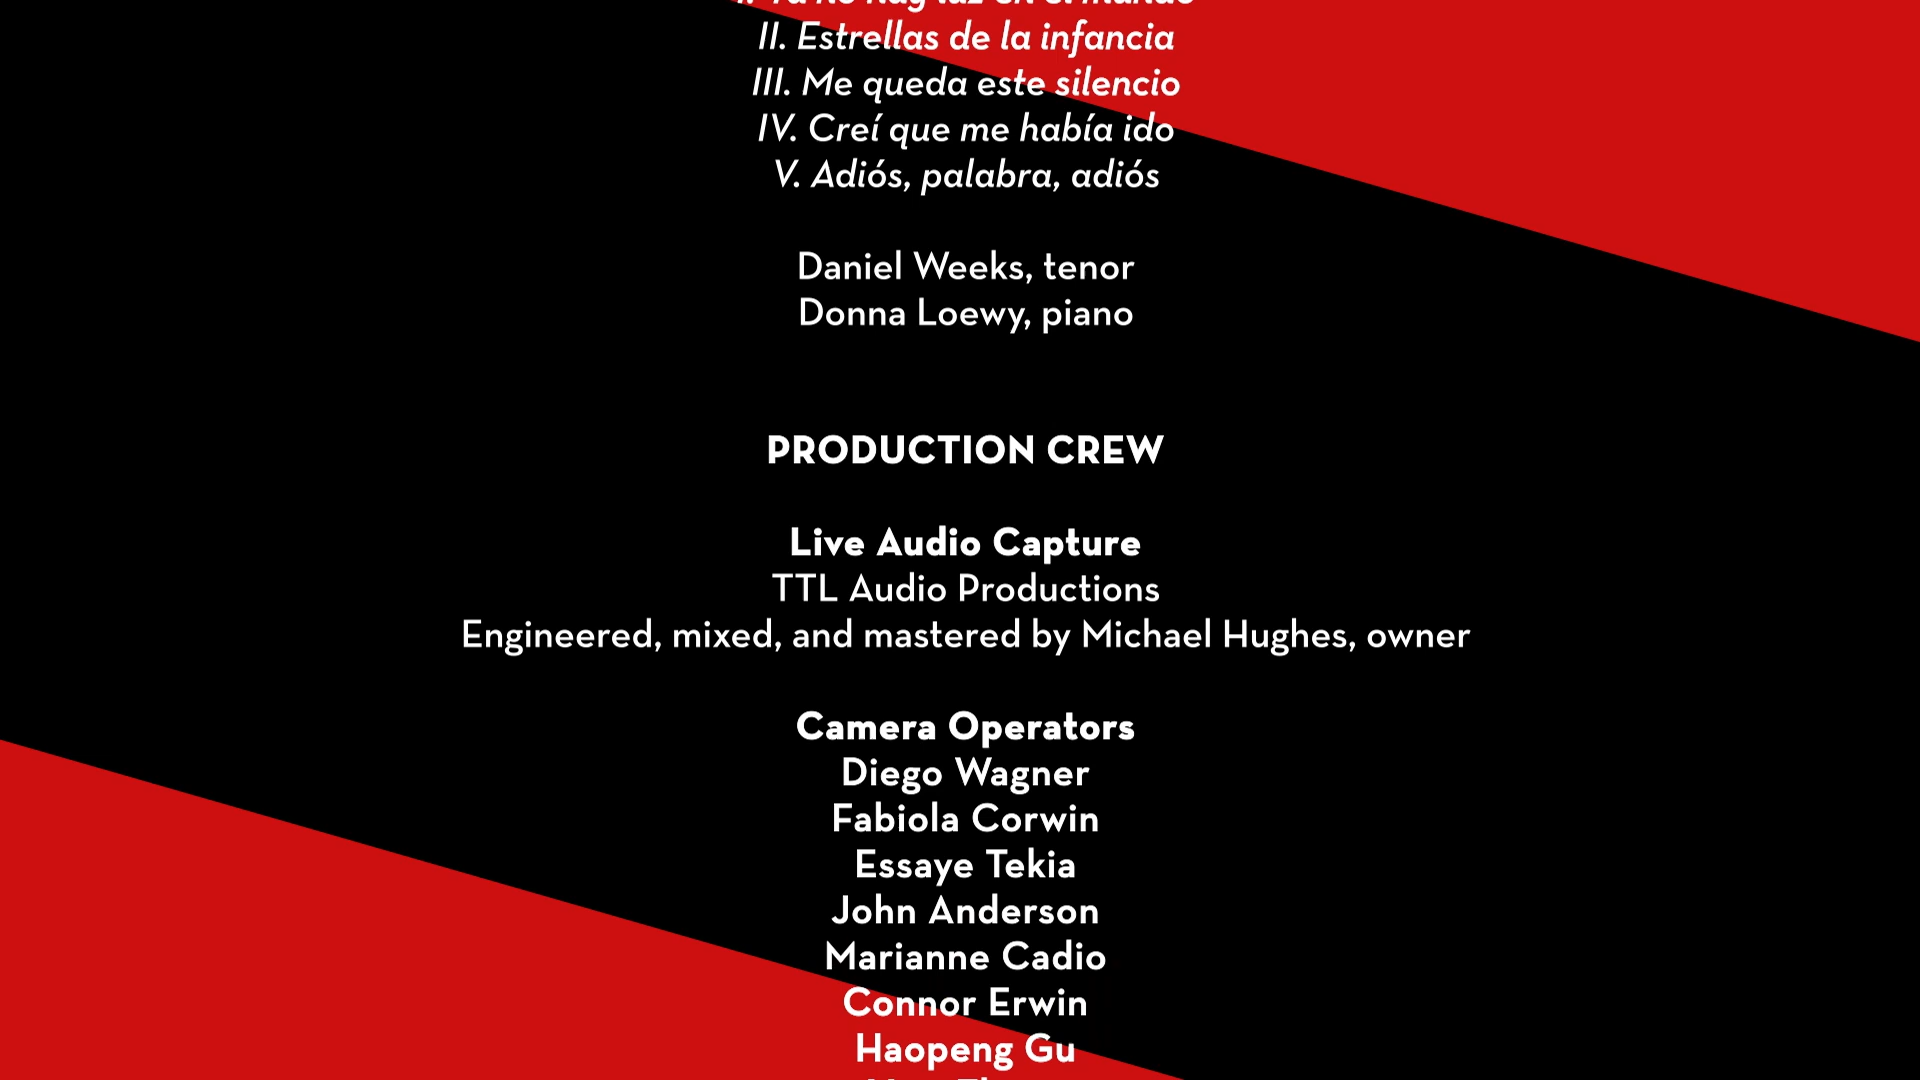 II. Estrellas de la infancia
III. Me queda este silencio
IV. Creí que me había ido
V. Adiós, palabra, adiós
Daniel Weeks, tenor
Donna Loewy, piano
PRODUCTION CREW
Live Audio Capture
TTL Audio Productions
Engineered, mixed, and mastered by Michael Hughes, owner
Camera Operators
Diego Wagner
Fabiola Corwin
Essaye Tekia
John Anderson
Marianne Cadio
Connor Erwin
Haopeng Gu